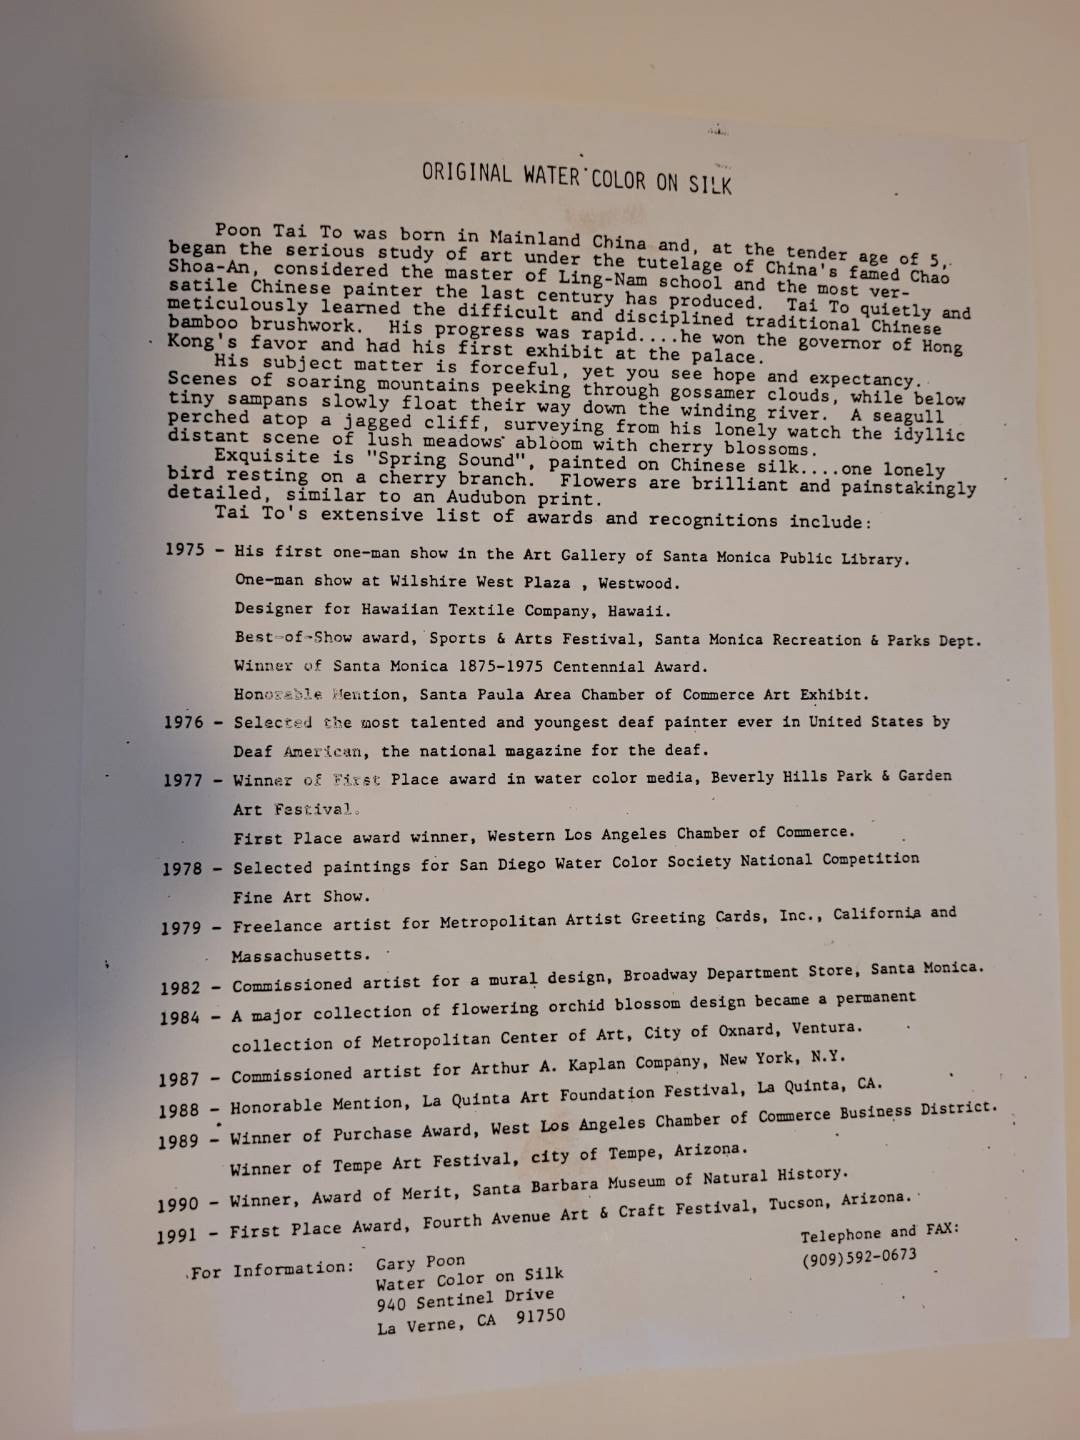 ORIGINAL WATER COLOR ON SILK
Poon Tai To was born in Mainland China and, at the tender age of 5,
began the serious study of art under the tutelage of China's famed Chao
Shoa-An, considered the master of Ling-Nam school and the most ver-
satile Chinese painter the last century has produced. Tai To quietly and
meticulously learned the difficult and disciplined traditional Chinese
bamboo brushwork. His progress was rapid....he won the governor of Hong
Kong's favor and had his first exhibit at the palace.
His subject matter is forceful, yet you see hope and expectancy.
Scenes of soaring mountains peeking through gossamer clouds, while below
tiny sampans slowly float their way down the winding river. A seagull
perched atop a jagged cliff, surveying from his lonely watch the idyllic
distant scene of lush meadows abloom with cherry blossoms.
Exquisite is "Spring Sound", painted on Chinese silk....one lonely
bird resting on a cherry branch. Flowers are brilliant and painstakingly
detailed, similar to an Audubon print.
Tai To's extensive list of awards and recognitions include:
1975 - His first one-man show in the Art Gallery of Santa Monica Public Library.
One-man show at Wilshire West Plaza , Westwood.
Designer for Hawaiian Textile Company, Hawaii.
Best-of-Show award, Sports & Arts Festival, Santa Monica Recreation & Parks Dept.
Winner of Santa Monica 1875-1975 Centennial Award.
Honorable Mention, Santa Paula Area Chamber of Commerce Art Exhibit.
1976 - Selected the most talented and youngest deaf painter ever in United States by
Deaf American, the national magazine for the deaf.
1977 - Winner of First Place award in water color media, Beverly Hills Park & Garden
Art Festival.
First Place award winner, Western Los Angeles Chamber of Commerce.
1978 - Selected paintings for San Diego Water Color Society National Competition
Fine Art Show.
1979 - Freelance artist for Metropolitan Artist Greeting Cards, Inc., California and
Massachusetts.
1982 - Commissioned artist for a mural design, Broadway Department Store, Santa Monica.
1984 - A major collection of flowering orchid blossom design became a permanent
collection of Metropolitan Center of Art, City of Oxnard, Ventura.
1987 - Commissioned artist for Arthur A. Kaplan Company, New York, N.Y.
1988 - Honorable Mention, La Quinta Art Foundation Festival, La Quinta, CA.
1989 - Winner of Purchase Award, West Los Angeles Chamber of Commerce Business District.
Winner of Tempe Art Festival, city of Tempe, Arizona.
1990 - Winner, Award of Merit, Santa Barbara Museum of Natural History.
1991 - First Place Award, Fourth Avenue Art & Craft Festival, Tucson, Arizona.
For Information: Gary Poon
Water Color on Silk
940 Sentinel Drive
La Verne, CA 91750
Telephone and FAX:
(909)592-0673